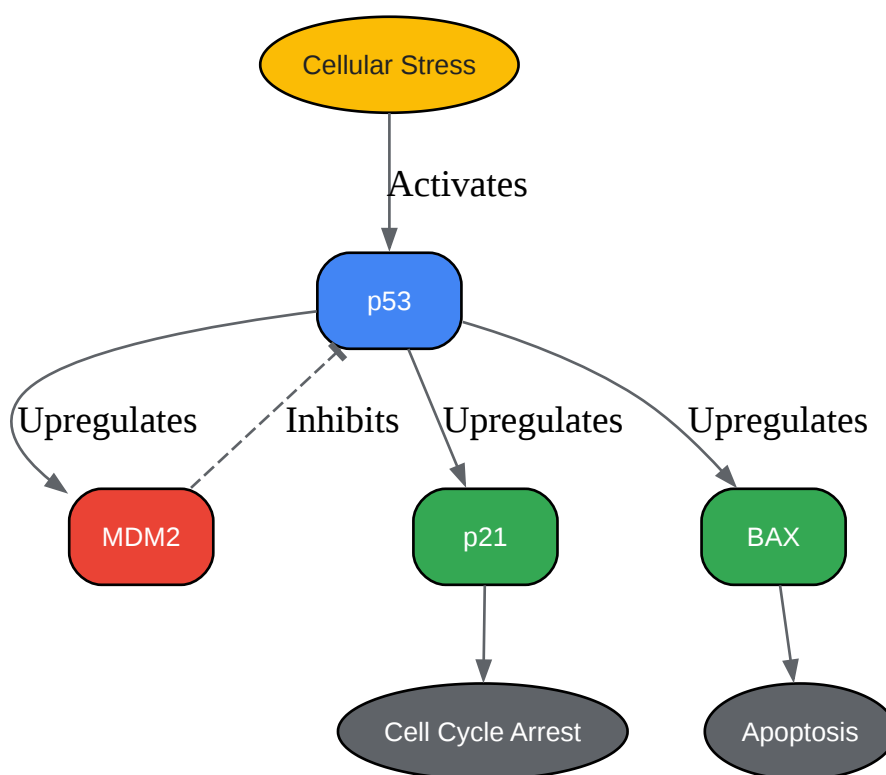 Cellular Stress
Activates
p53
Upregulates
Inhibits
Upregulates
Upregulates
MDM2
p21
BAX
Cell Cycle Arrest
Apoptosis